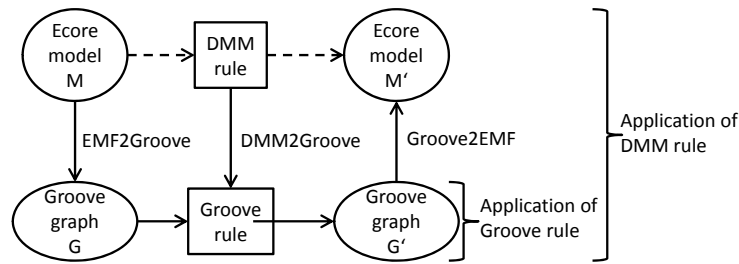 Ecore
model
M
DMM
rule
Ecore
model
M‘
EMF2Groove
DMM2Groove
Groove2EMF
Application of
DMM rule
Groove
graph
G
Groove
rule
Groove
graph
G‘
Application of
Groove rule